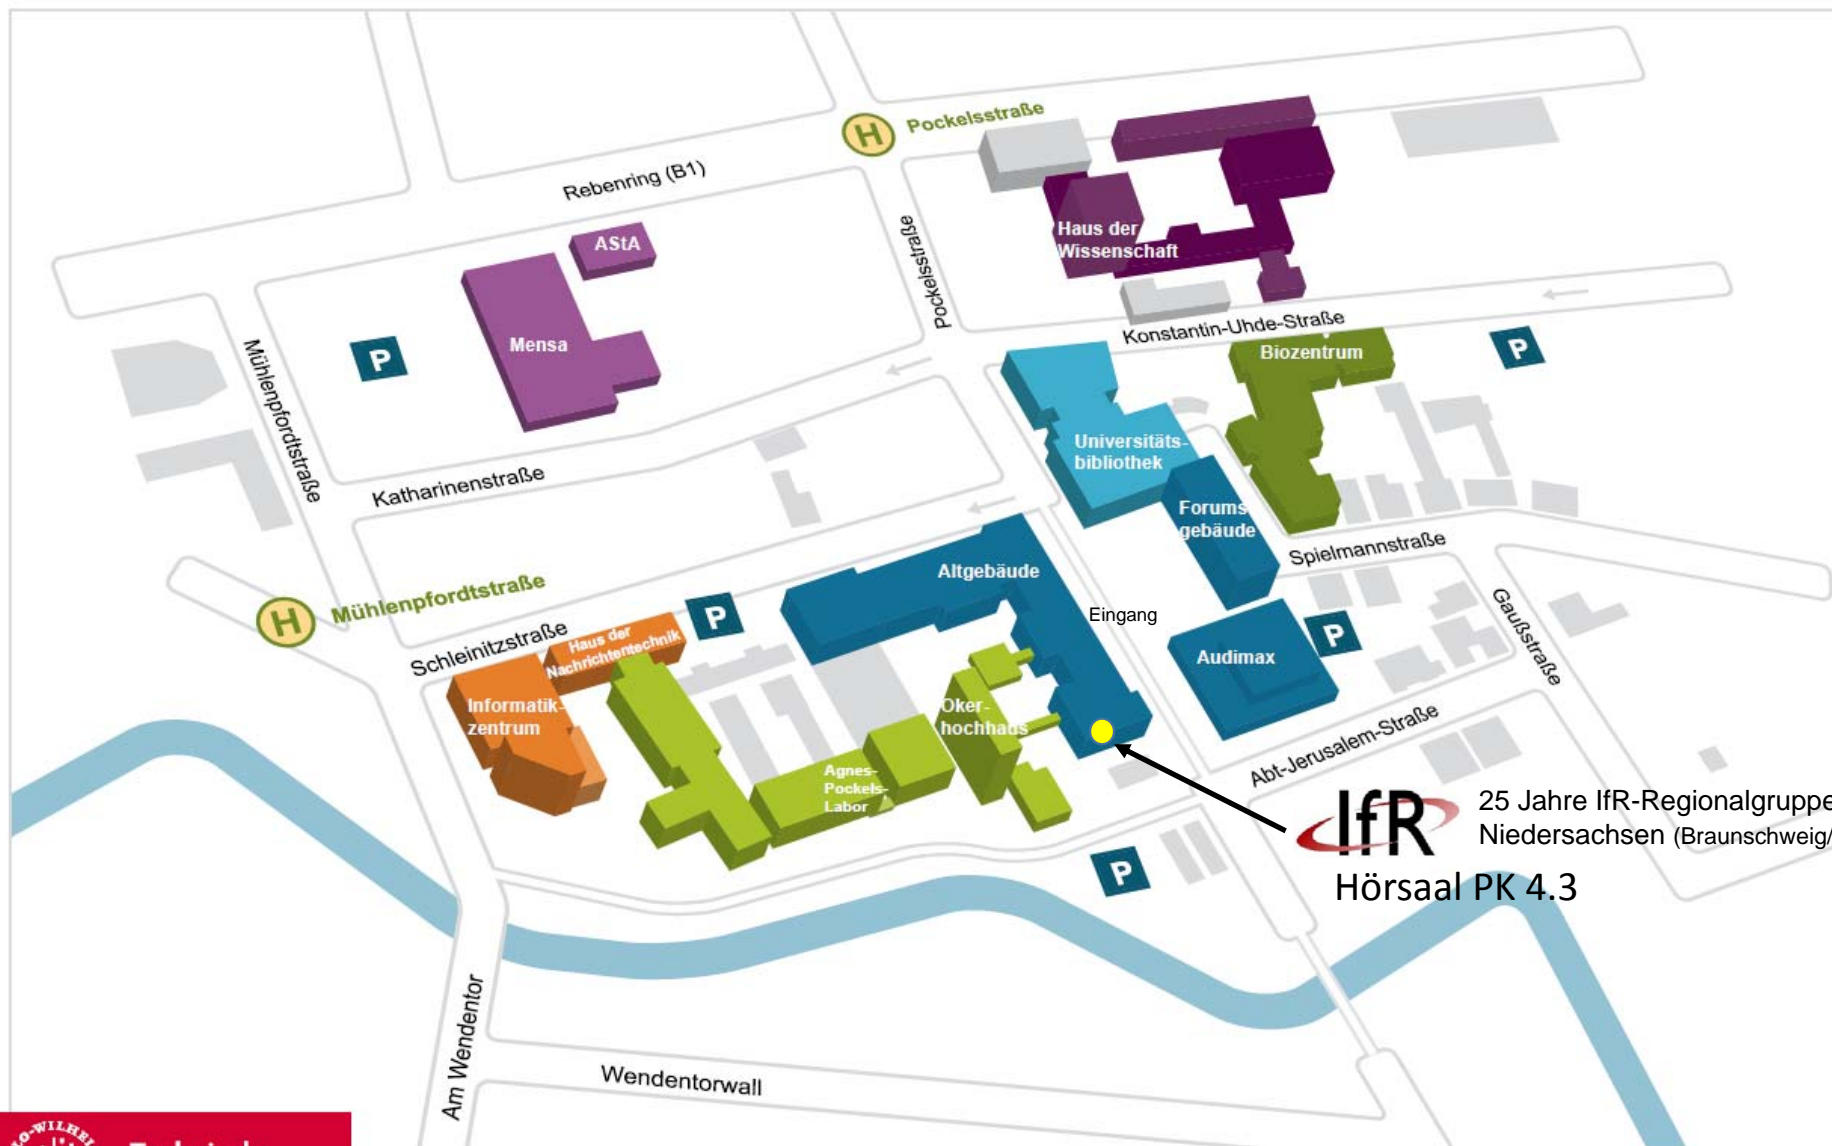 H
Pockelsstraße
Rebenring (B1)
AStA
Pockelsstraße
Haus der
Wissenschaft
Mensa
P
Mühlenpfordtstraße
Konstantin-Uhde-Straße
Biozentrum
P
Universitäts-
bibliothek
Katharinenstraße
Forums
gebäude
Spielmannstraße
H
Mühlenpfordtstraße
Altgebäude
Eingang
P
Schleinitzstraße
Haus der
Nachrichtentechnik
Audimax
P
Gaußstraße
Informatik-
zentrum
Oker-
hochhaus
Agnes-
Pockels-
Labor
Abt-Jerusalem-Straße
IfR
25 Jahre IfR-Regionalgruppe
Niedersachsen (Braunschweig/
Hörsaal PK 4.3
P
Am Wendentor
Wendentorwall